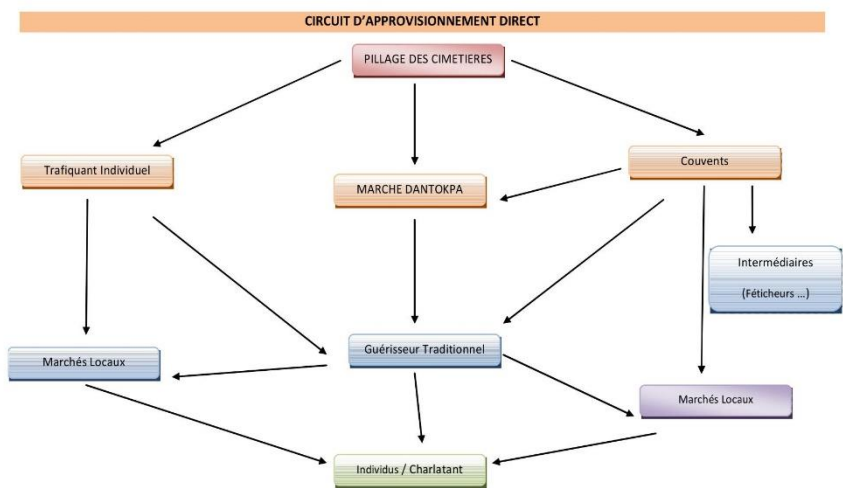 CIRCUIT D'APPROVISIONNEMENT DIRECT
PILLAGE DES CIMETIERES
Trafiquant Individuel
MARCHE DANTOKPA
Couvents
Intermédiaires
(Féticheurs ...)
Marchés Locaux
Guérisseur Traditionnel
Marchés Locaux
Individus / Charlatant